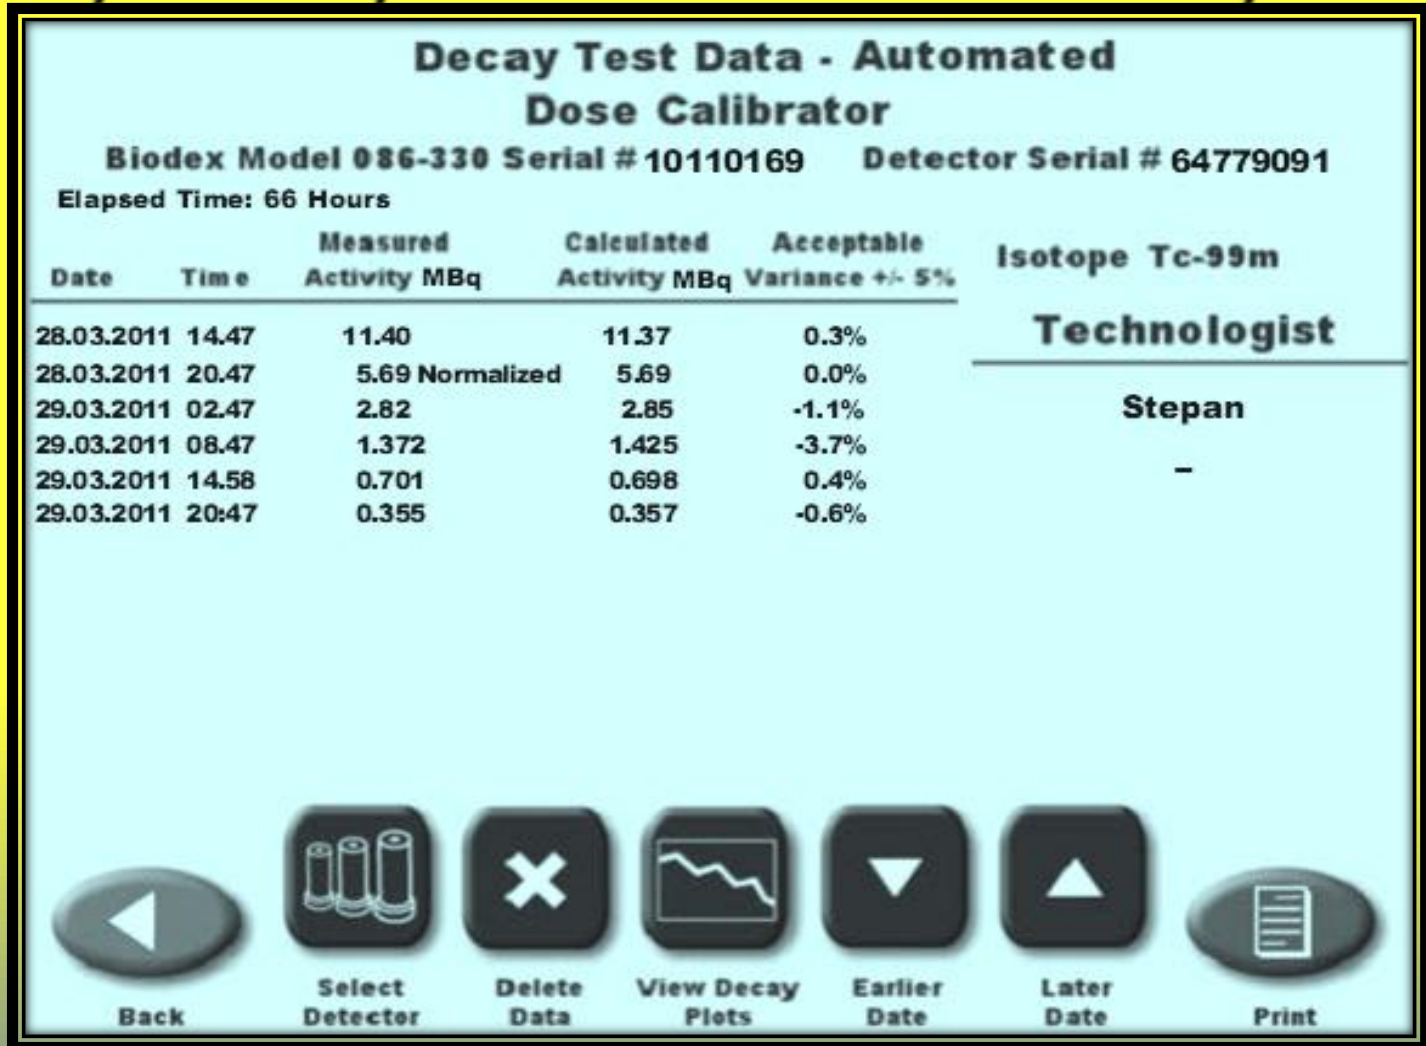 Decay Test Data - Automated
Dose Calibrator
Biodex Model 086-330 Serial # 10110169 Detector Serial # 64779091
Elapsed Time: 66 Hours
Measured Calculated Acceptable
Date Time Activity MBq Activity MBq Variance +/- 5%
Isotope Tc-99m
28.03.2011 14.47 11.40 11.37 0.3%
28.03.2011 20.47 5.69 Normalized 5.69 0.0%
29.03.2011 02.47 2.82 2.85 -1.1%
29.03.2011 08.47 1.372 1.425 -3.7%
29.03.2011 14.58 0.701 0.698 0.4%
29.03.2011 20:47 0.355 0.357 -0.6%
Technologist
Stepan
–
Back
Select
Detector
Delete
Data
View Decay
Plots
Earlier
Date
Later
Date
Print